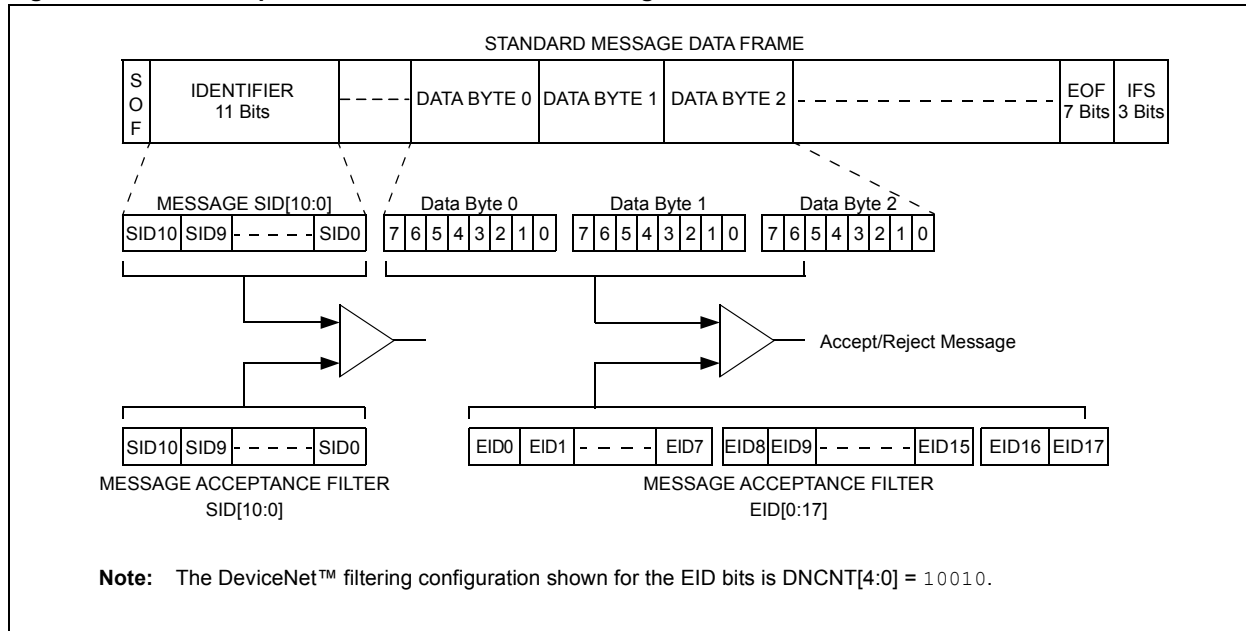 STANDARD MESSAGE DATA FRAME
S
O
F
IDENTIFIER
11 Bits
DATA BYTE 0 DATA BYTE 1 DATA BYTE 2
EOF
7 Bits
IFS
3 Bits
MESSAGE SID[10:0]
SID10 SID9 SID0
Data Byte 0
7 6 5 4 3 2 1 0
Data Byte 1
7 6 5 4 3 2 1 0
Data Byte 2
7 6 5 4 3 2 1 0
Accept/Reject Message
SID10 SID9 SID0
MESSAGE ACCEPTANCE FILTER
SID[10:0]
EID0 EID1 EID7 EID8 EID9 EID15 EID16 EID17
MESSAGE ACCEPTANCE FILTER
EID[0:17]
Note: The DeviceNet™ filtering configuration shown for the EID bits is DNCNT[4:0] = 10010.